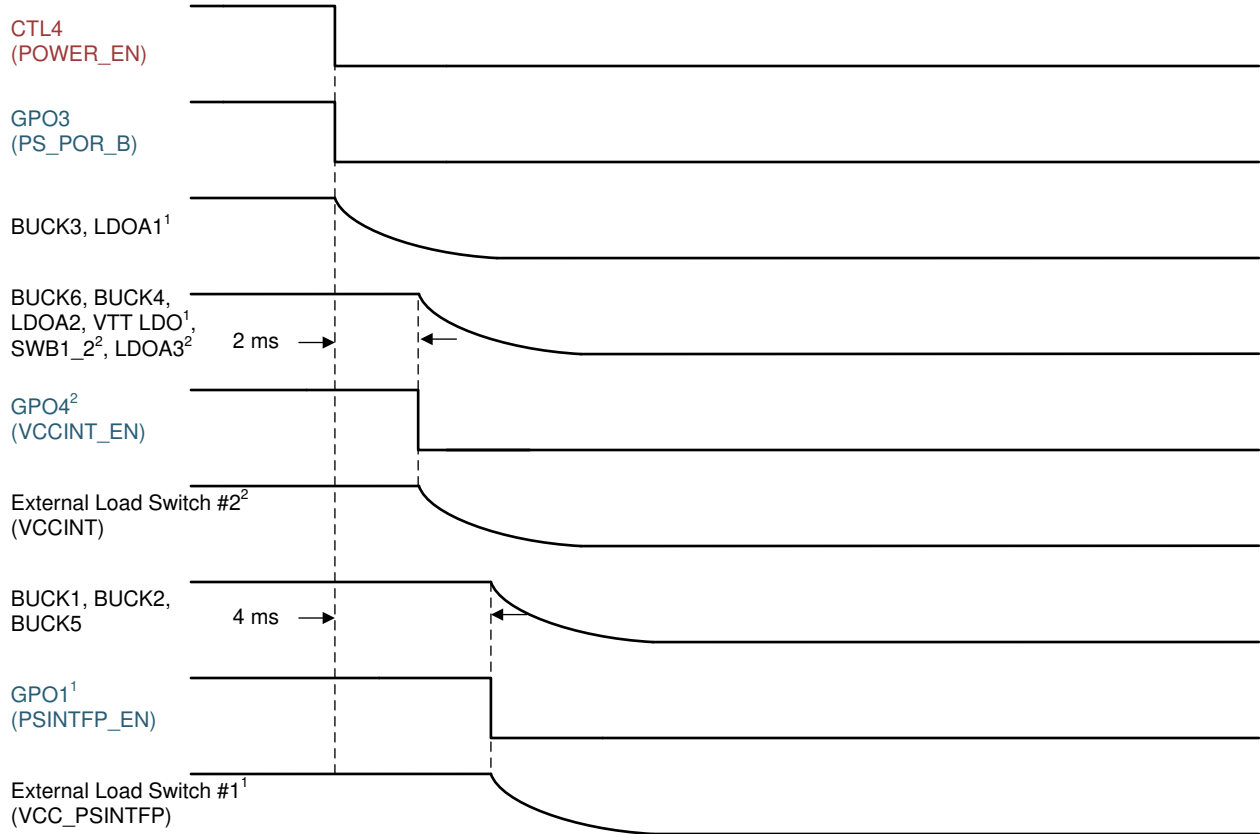 CTL4
(POWER_EN)
GPO3
(PS_POR_B)
BUCK3, LDOA1¹
BUCK6, BUCK4,
LDOA2, VTT LDO¹,
SWB1_2², LDOA3²
2 ms
GPO4²
(VCCINT_EN)
External Load Switch #2²
(VCCINT)
BUCK1, BUCK2,
BUCK5
4 ms
GPO1¹
(PSINTFP_EN)
External Load Switch #1¹
(VCC_PSINTFP)